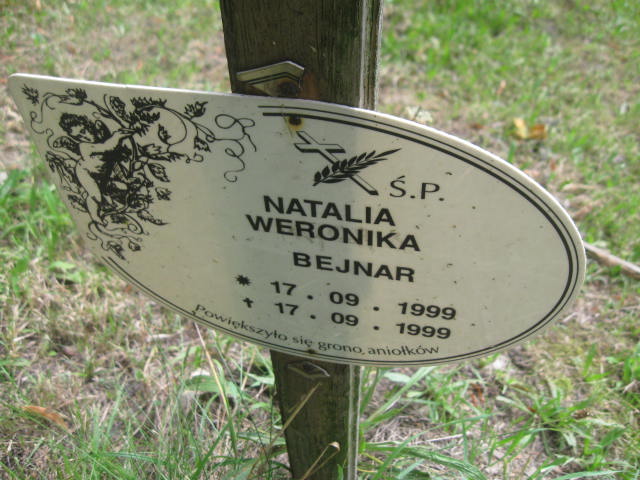 Ś.P.
NATALIA
WERONIKA
BEJNAR
* 17 · 09 · 1999
✝ 17 · 09 · 1999
Powiększyło się grono aniołków